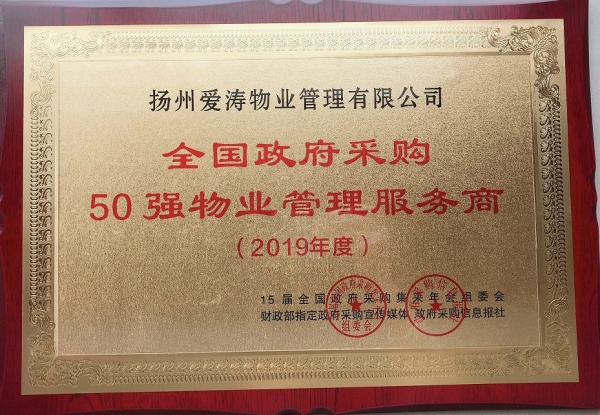 扬州爱涛物业管理有限公司
全国政府采购
50强物业管理服务商
(2019年度)
15届全国政府采购集采年会组委会
财政部指定政府采购宣传媒体 政府采购信息报社
组委会